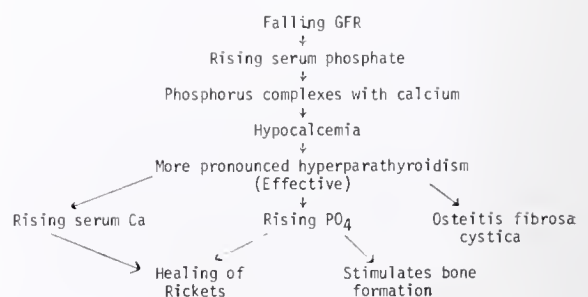 Falling GFR
Rising serum phosphate
Phosphorus complexes with calcium
Hypocalcemia
More pronounced hyperparathyroidism
(Effective)
Rising serum Ca
Rising PO4
Osteitis fibrosa
cystica
Healing of
Rickets
Stimulates bone
formation